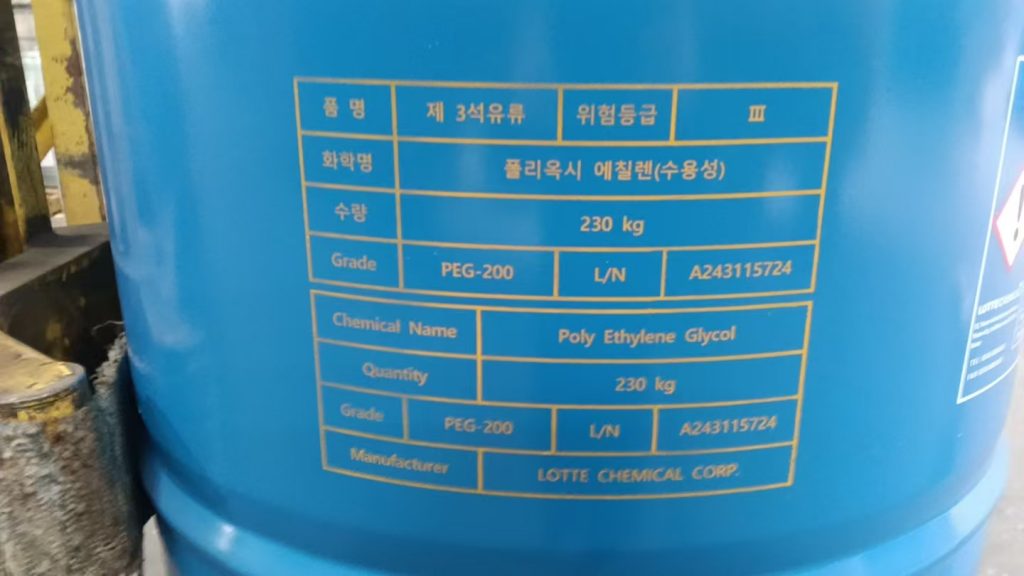 품 명 제 3석유류 위험등급 Ⅲ
화학명 폴리옥시 에칠렌(수용성)
수량 230 kg
Grade PEG-200 L/N A243115724
Chemical Name Poly Ethylene Glycol
Quantity 230 kg
Grade PEG-200 L/N A243115724
Manufacturer LOTTE CHEMICAL CORP.